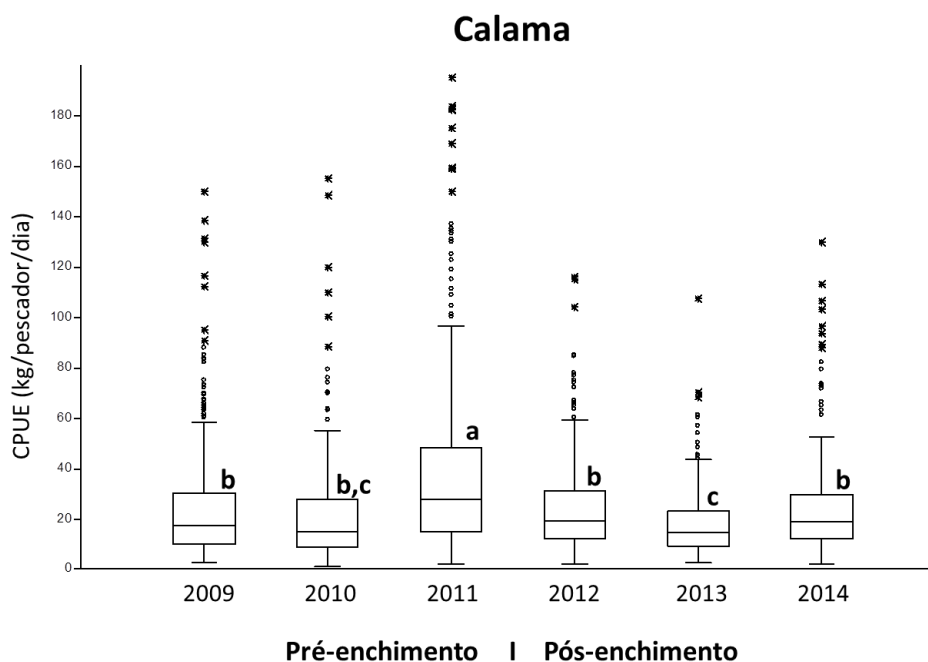 Calama
CPUE (kg/pescador/dia)
180
160
140
120
100
80
60
40
20
0
b
b,c
a
b
c
b
2009 2010 2011 2012 2013 2014
Pré-enchimento I Pós-enchimento